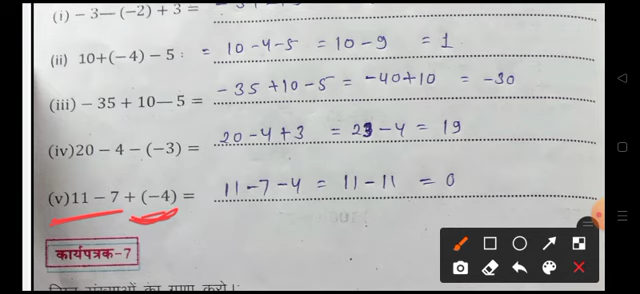 (i) − 3— (−2) + 3 =
(ii) 10+(−4) − 5 : = 10 - 4 - 5 = 10 - 9 = 1
(iii) − 35 + 10— 5 = - 35 + 10 - 5 = - 40 + 10 = - 30
(iv)20 − 4 − (−3) = 20 - 4 + 3 = 23 - 4 = 19
(v)11 − 7 + (−4) = 11 - 7 - 4 = 11 - 11 = 0
कार्यपत्रक-7
संख्याओं का गुणा करो।